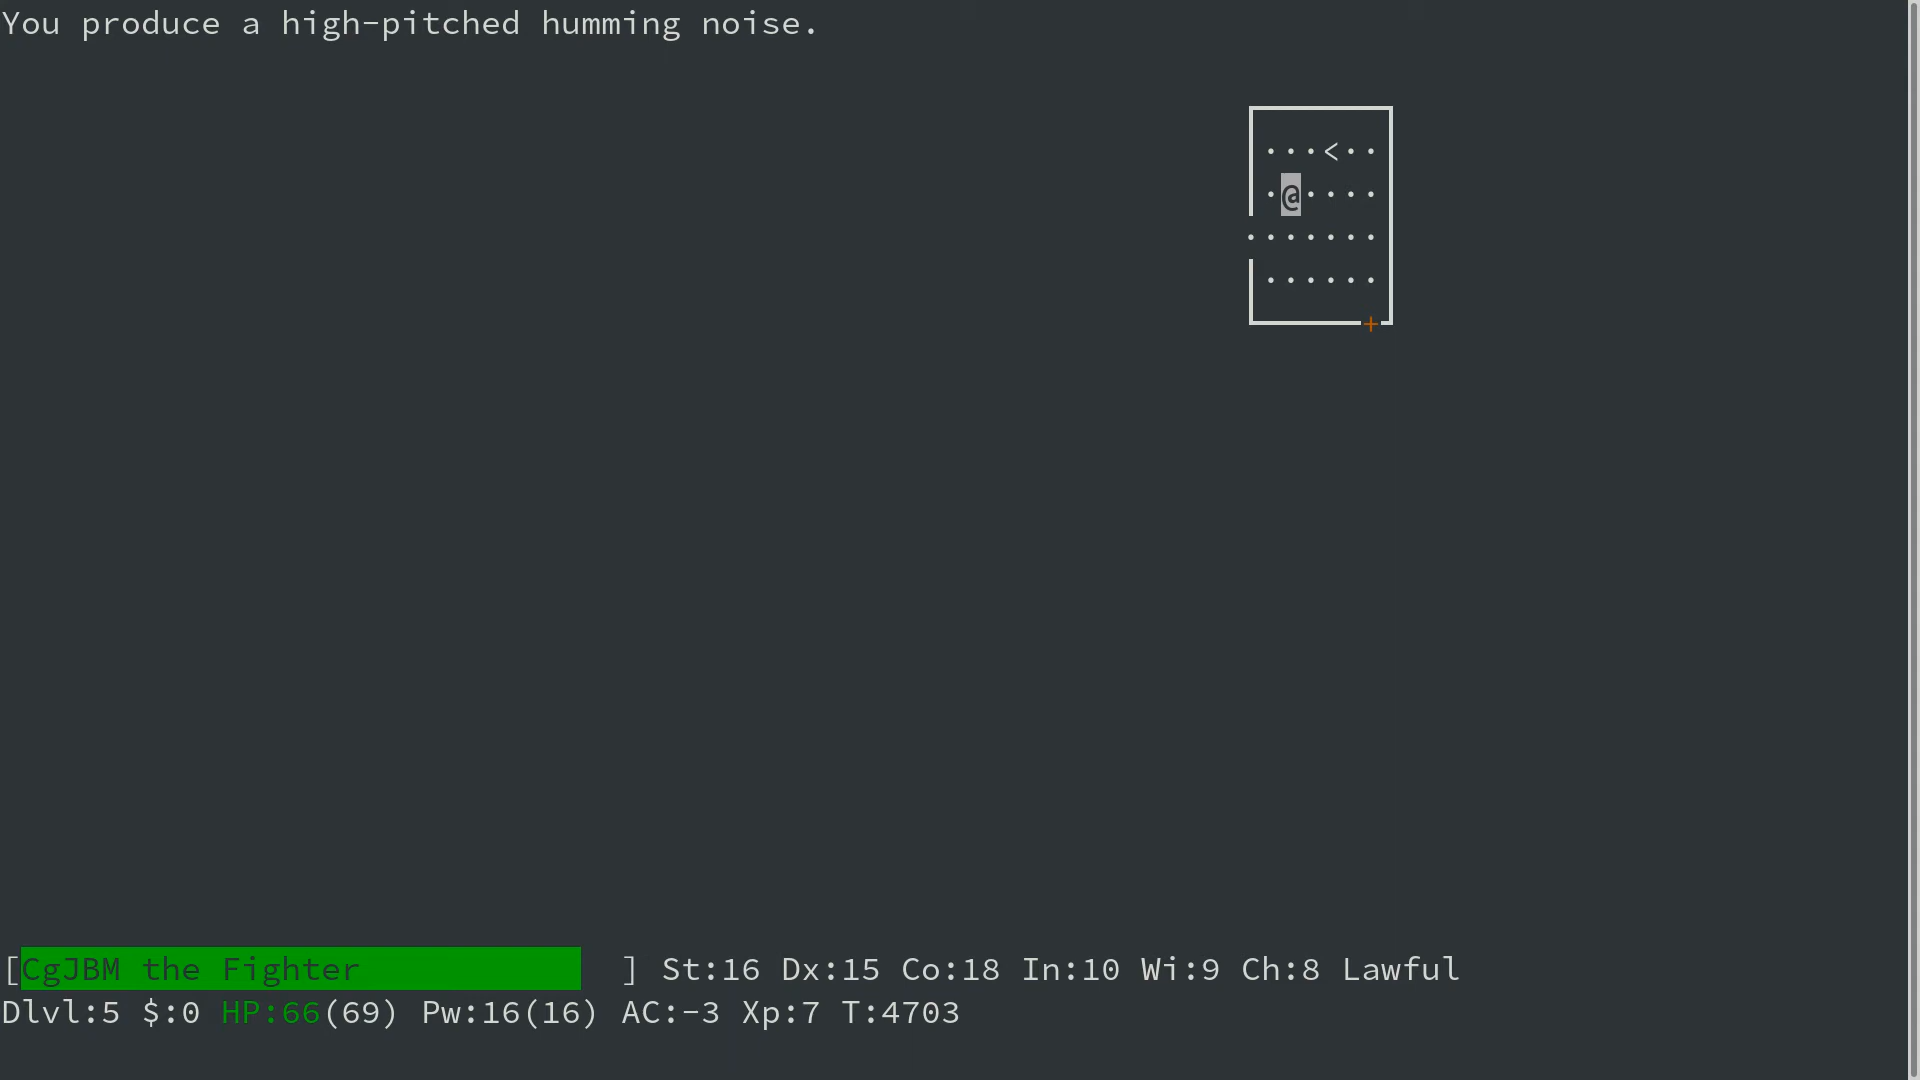 You produce a high-pitched humming noise.
···<··
·@····
·······
······
+
[CgJBM the Fighter ] St:16 Dx:15 Co:18 In:10 Wi:9 Ch:8 Lawful
Dlvl:5 $:0 HP:66(69) Pw:16(16) AC:-3 Xp:7 T:4703